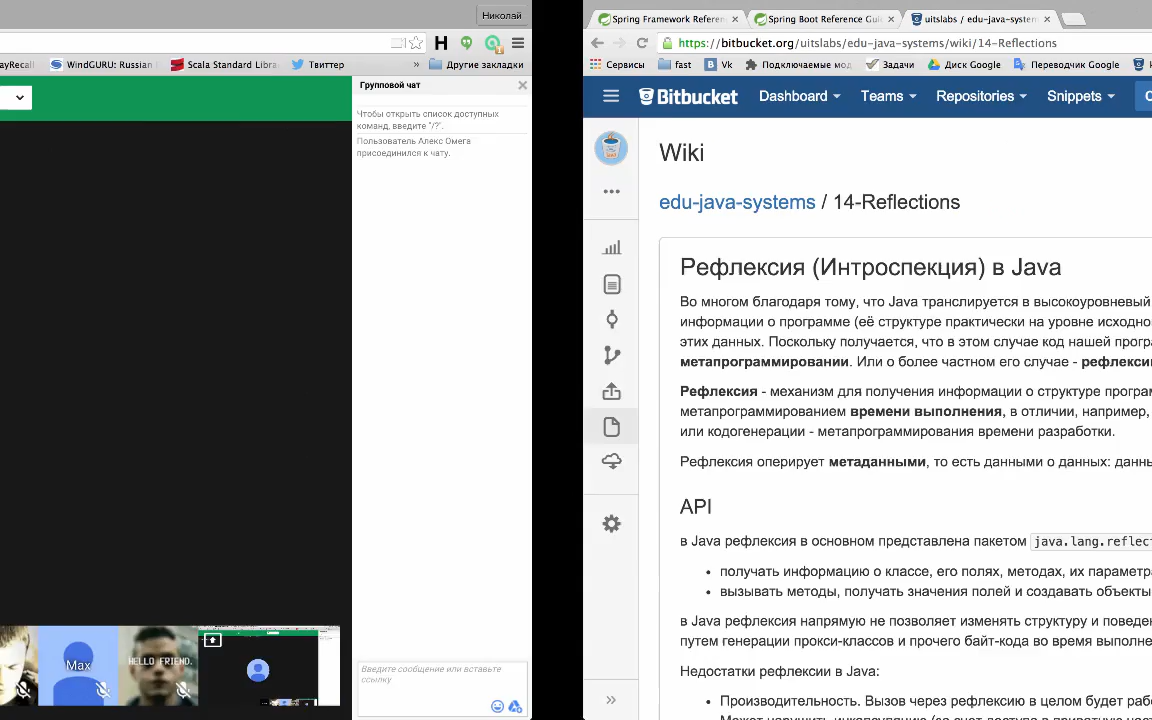 Николай
ayRecall
WindGURU: Russian
Scala Standard Libra
Твиттер
»
Другие закладки
Групповой чат
Чтобы открыть список доступных
команд, введите "/?".
Пользователь Алекс Омега
присоединился к чату.
Max
HELLO FRIEND.
Введите сообщение или вставьте
ссылку
Spring Framework Referen
Spring Boot Reference Gui
uitslabs / edu-java-system
https://bitbucket.org/uitslabs/edu-java-systems/wiki/14-Reflections
Сервисы
fast
Vk
Подключаемые мод
Задачи
Диск Google
Переводчик Google
Bitbucket
Dashboard
Teams
Repositories
Snippets
Wiki
edu-java-systems / 14-Reflections
Рефлексия (Интроспекция) в Java
Во многом благодаря тому, что Java транслируется в высокоуровневый
информации о программе (её структуре практически на уровне исходно
этих данных. Поскольку получается, что в этом случае код нашей прогр
метапрограммировании. Или о более частном его случае - рефлекси
Рефлексия - механизм для получения информации о структуре програм
метапрограммированием времени выполнения, в отличии, например,
или кодогенерации - метапрограммирования времени разработки.
Рефлексия оперирует метаданными, то есть данными о данных: данны
API
в Java рефлексия в основном представлена пакетом java.lang.reflect
• получать информацию о классе, его полях, методах, их параметра
• вызывать методы, получать значения полей и создавать объекты
в Java рефлексия напрямую не позволяет изменять структуру и поведен
путем генерации прокси-классов и прочего байт-кода во время выполне
Недостатки рефлексии в Java:
• Производительность. Вызов через рефлексию в целом будет рабо